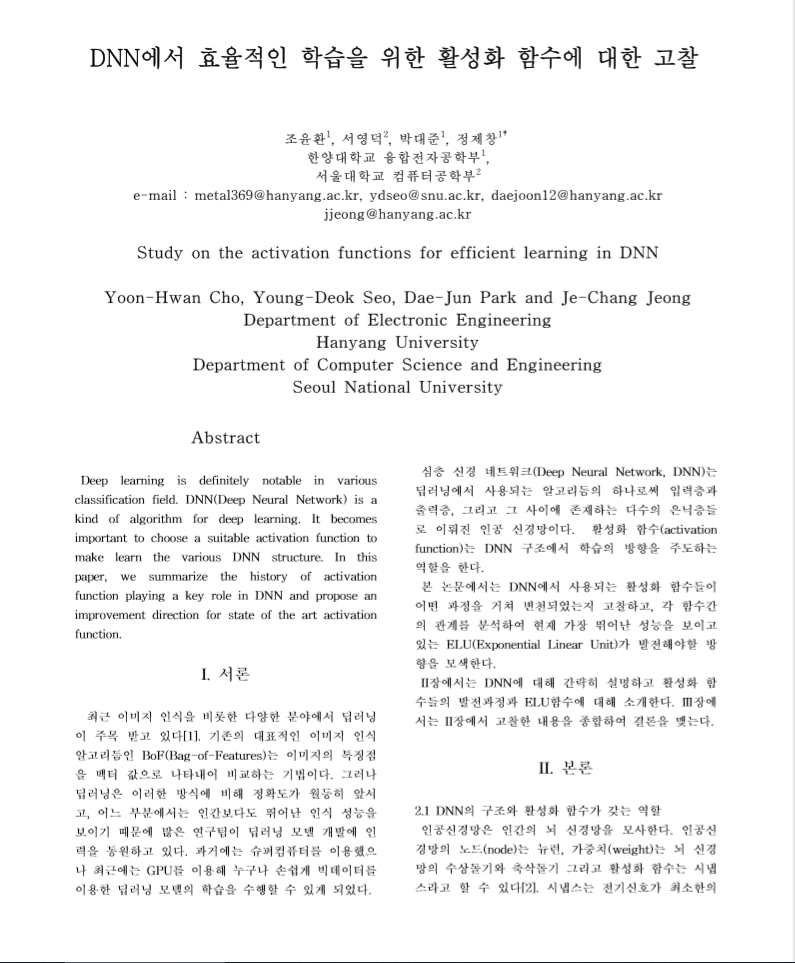 DNN에서 효율적인 학습을 위한 활성화 함수에 대한 고찰
조윤환1, 서영덕2, 박대준1, 정제창1†
한양대학교 융합전자공학부1,
서울대학교 컴퓨터공학부2
e-mail : metal369@hanyang.ac.kr, ydseo@snu.ac.kr, daejoon12@hanyang.ac.kr
jjeong@hanyang.ac.kr
Study on the activation functions for efficient learning in DNN
Yoon-Hwan Cho, Young-Deok Seo, Dae-Jun Park and Je-Chang Jeong
Department of Electronic Engineering
Hanyang University
Department of Computer Science and Engineering
Seoul National University
Abstract
Deep learning is definitely notable in various
classification field. DNN(Deep Neural Network) is a
kind of algorithm for deep learning. It becomes
important to choose a suitable activation function to
make learn the various DNN structure. In this
paper, we summarize the history of activation
function playing a key role in DNN and propose an
improvement direction for state of the art activation
function.
I. 서론
최근 이미지 인식을 비롯한 다양한 분야에서 딥러닝
이 주목 받고 있다[1]. 기존의 대표적인 이미지 인식
알고리듬인 BoF(Bag-of-Features)는 이미지의 특징점
을 백터 값으로 나타내어 비교하는 기법이다. 그러나
딥러닝은 이러한 방식에 비해 정확도가 월등히 앞서
고, 어느 부분에서는 인간보다도 뛰어난 인식 성능을
보이기 때문에 많은 연구팀이 딥러닝 모델 개발에 인
력을 동원하고 있다. 과거에는 슈퍼컴퓨터를 이용했으
나 최근에는 GPU를 이용해 누구나 손쉽게 빅데이터를
이용한 딥러닝 모델의 학습을 수행할 수 있게 되었다.
심층 신경 네트워크(Deep Neural Network, DNN)는
딥러닝에서 사용되는 알고리듬의 하나로써 입력층과
출력층, 그리고 그 사이에 존재하는 다수의 은닉층들
로 이뤄진 인공 신경망이다. 활성화 함수(activation
function)는 DNN 구조에서 학습의 방향을 주도하는
역할을 한다.
본 논문에서는 DNN에서 사용되는 활성화 함수들이
어떤 과정을 거쳐 변천되었는지 고찰하고, 각 함수간
의 관계를 분석하여 현재 가장 뛰어난 성능을 보이고
있는 ELU(Exponential Linear Unit)가 발전해야할 방
향을 모색한다.
II장에서는 DNN에 대해 간략히 설명하고 활성화 함
수들의 발전과정과 ELU함수에 대해 소개한다. III장에
서는 II장에서 고찰한 내용을 종합하여 결론을 맺는다.
II. 본론
2.1 DNN의 구조와 활성화 함수가 갖는 역할
인공신경망은 인간의 뇌 신경망을 모사한다. 인공신
경망의 노드(node)는 뉴런, 가중치(weight)는 뇌 신경
망의 수상돌기와 축삭돌기 그리고 활성화 함수는 시냅
스라고 할 수 있다[2]. 시냅스는 전기신호가 최소한의